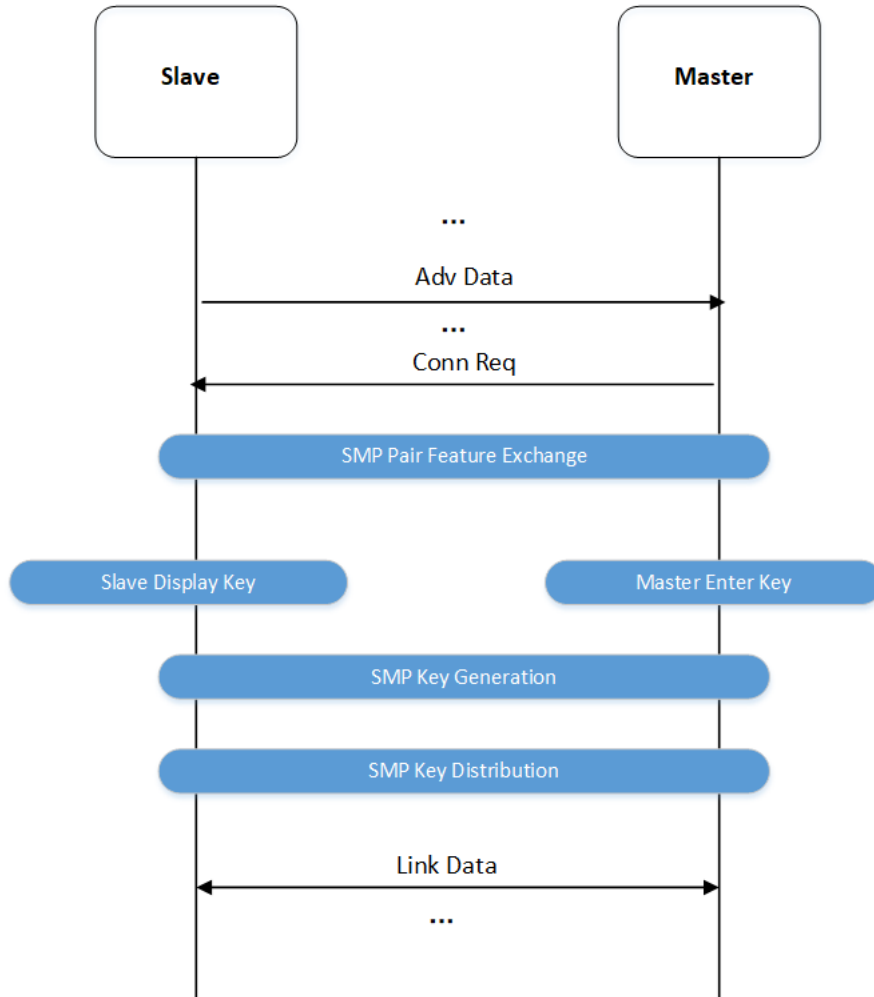 Slave
Master
...
Adv Data
...
Conn Req
SMP Pair Feature Exchange
Slave Display Key
Master Enter Key
SMP Key Generation
SMP Key Distribution
Link Data
...